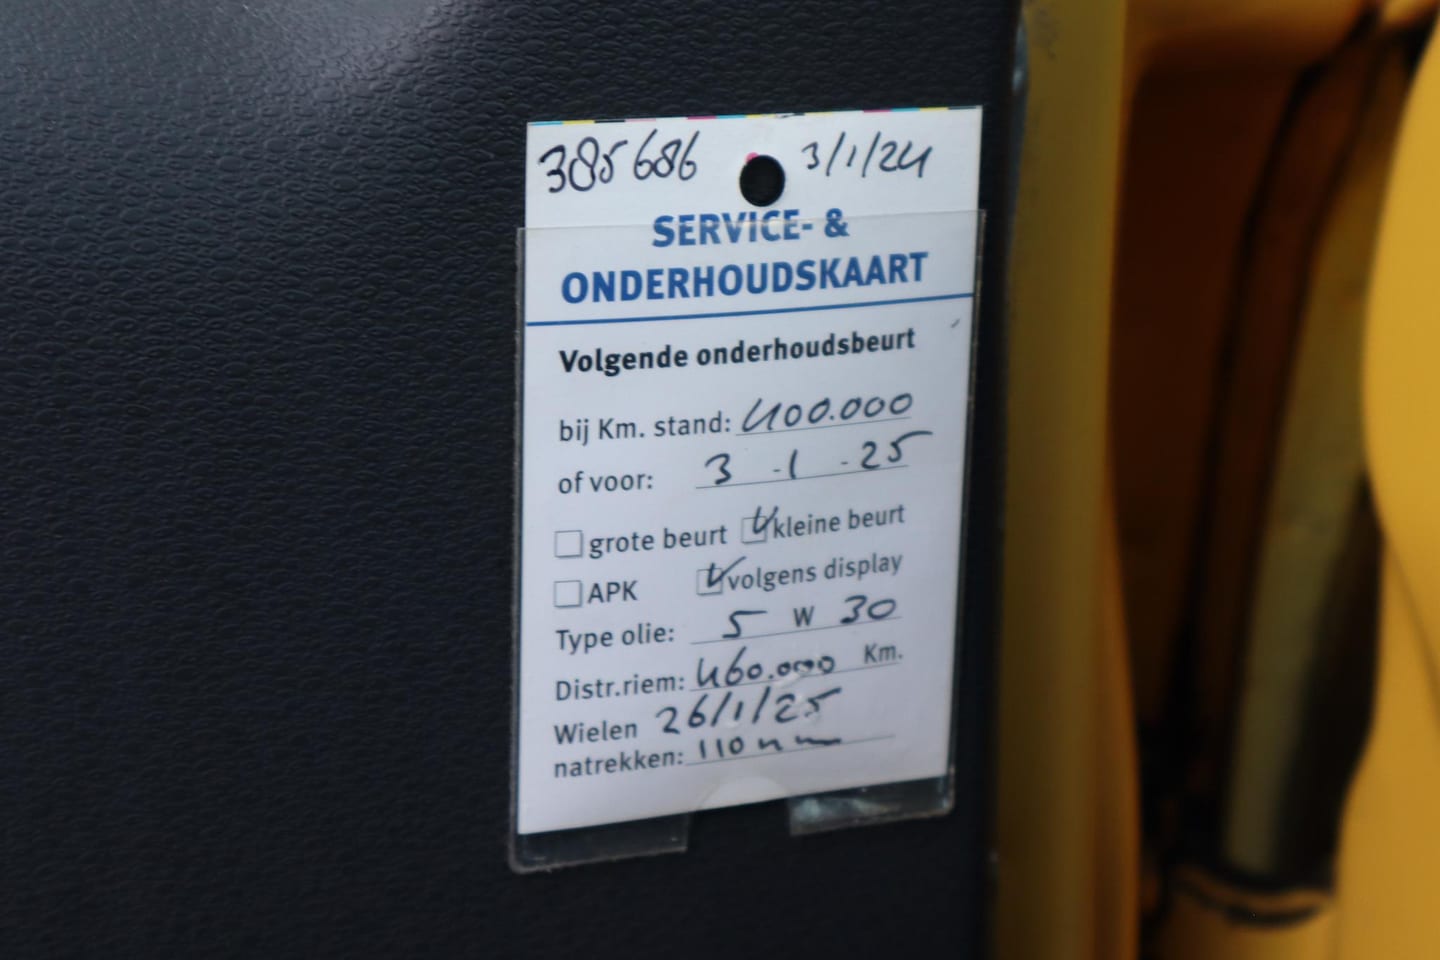 385686 3/1/24
SERVICE- &
ONDERHOUDSKAART
Volgende onderhoudsbeurt
bij Km. stand: 400.000
of voor: 3 - 1 - 25
grote beurt kleine beurt
APK volgens display
Type olie: 5 W 30
Distr.riem: 460.000 Km.
Wielen 26/1/25
natrekken: 110 nm